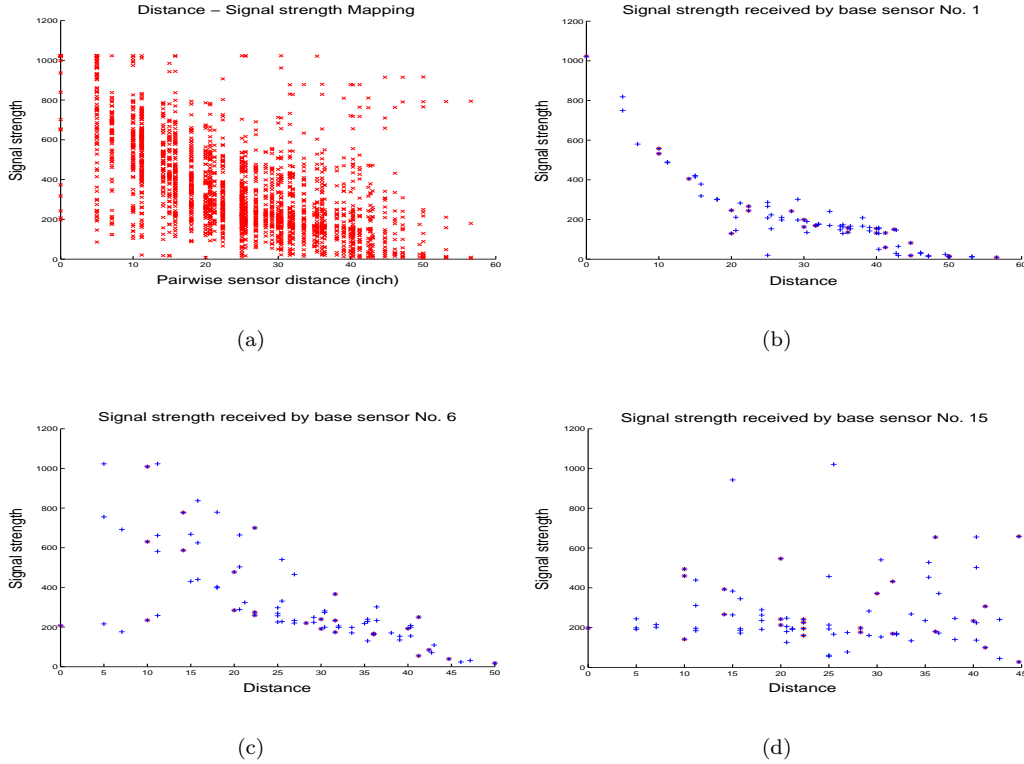 Distance – Signal strength Mapping
1200
1000
800
600
400
200
0
Signal strength
0 10 20 30 40 50 60
Pairwise sensor distance (inch)
(a)
Signal strength received by base sensor No. 1
1200
1000
800
600
400
200
0
Signal strength
0 10 20 30 40 50 60
Distance
(b)
Signal strength received by base sensor No. 6
1200
1000
800
600
400
200
0
Signal strength
0 5 10 15 20 25 30 35 40 45 50
Distance
(c)
Signal strength received by base sensor No. 15
1200
1000
800
600
400
200
0
Signal strength
0 5 10 15 20 25 30 35 40 45
Distance
(d)